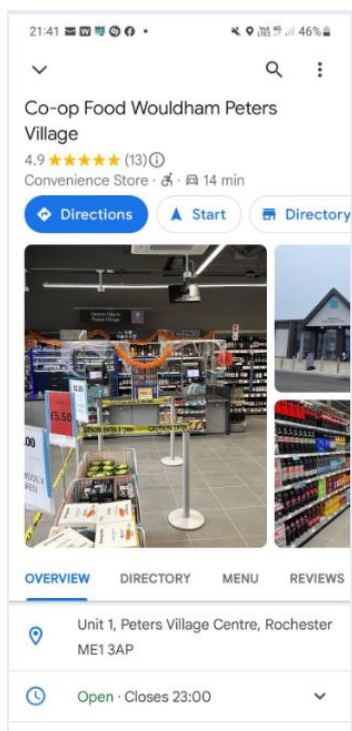 21:41
46%
Co-op Food Wouldham Peters
Village
4.9 (13)
Convenience Store · 14 min
Directions
Start
Directory
£5.50
OVERVIEW
DIRECTORY
MENU
REVIEWS
Unit 1, Peters Village Centre, Rochester
ME1 3AP
Open · Closes 23:00